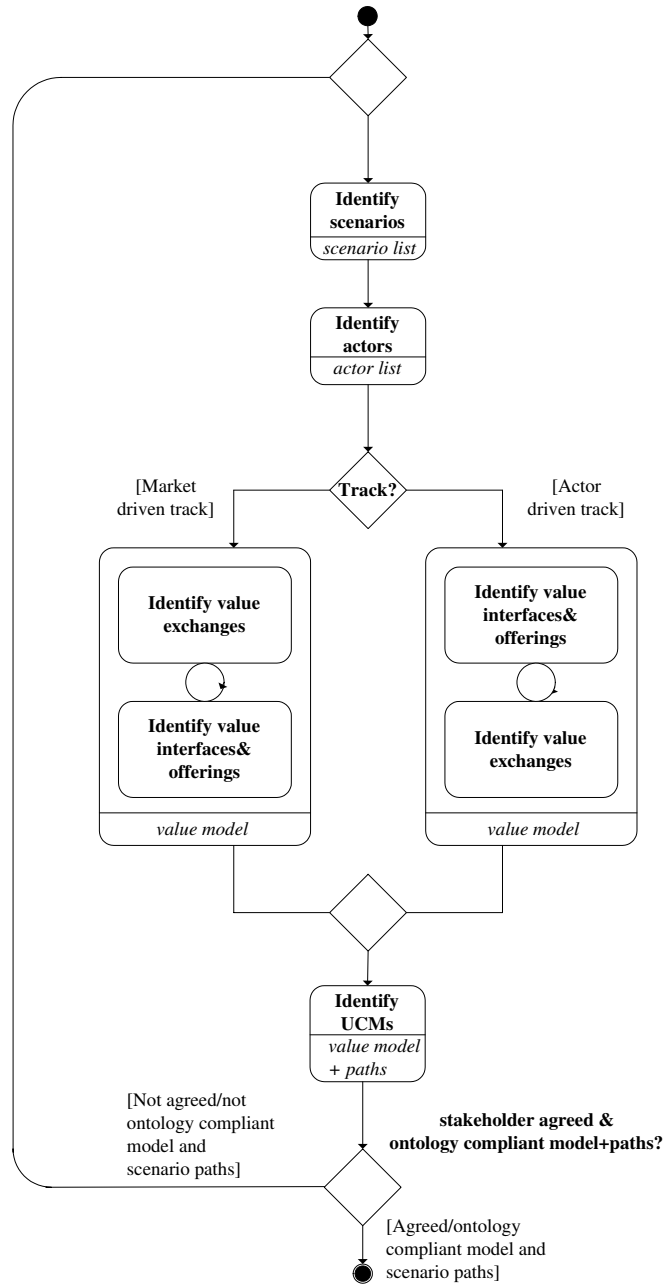 Identify
scenarios
scenario list
Identify
actors
actor list
Track?
[Market
driven track]
[Actor
driven track]
Identify value
exchanges
Identify value
interfaces&
offerings
value model
Identify value
interfaces&
offerings
Identify value
exchanges
value model
Identify
UCMs
value model
+ paths
[Not agreed/not
ontology compliant
model and
scenario paths]
stakeholder agreed &
ontology compliant model+paths?
[Agreed/ontology
compliant model and
scenario paths]